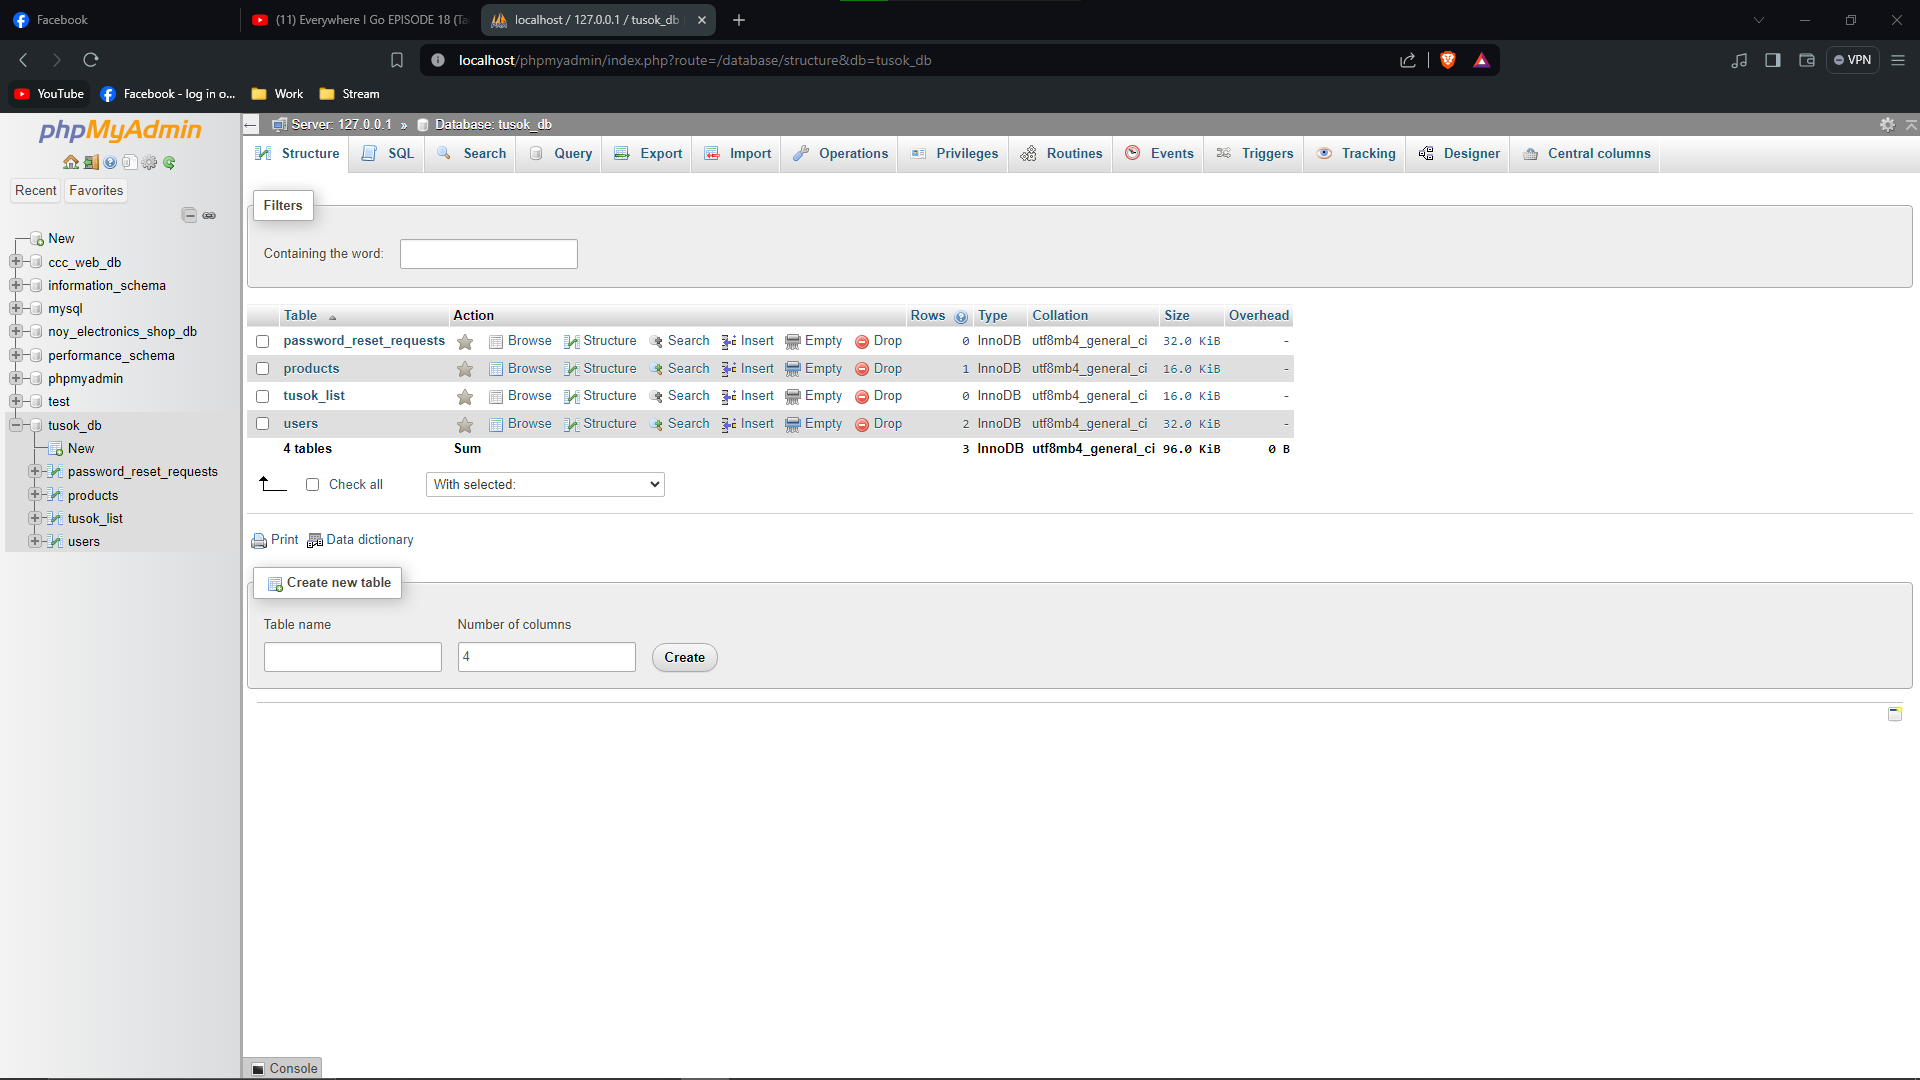 Facebook
(11) Everywhere I Go EPISODE 18 (Ta
localhost / 127.0.0.1 / tusok_db
localhost/phpmyadmin/index.php?route=/database/structure&db=tusok_db
VPN
YouTube
Facebook - log in o...
Work
Stream
phpMyAdmin
Recent
Favorites
New
ccc_web_db
information_schema
mysql
noy_electronics_shop_db
performance_schema
phpmyadmin
test
tusok_db
New
password_reset_requests
products
tusok_list
users
Server: 127.0.0.1 » Database: tusok_db
Structure SQL Search Query Export Import Operations Privileges Routines Events Triggers Tracking Designer Central columns
Filters
Containing the word:
Table Action Rows Type Collation Size Overhead
password_reset_requests Browse Structure Search Insert Empty Drop 0 InnoDB utf8mb4_general_ci 32.0 KiB -
products Browse Structure Search Insert Empty Drop 1 InnoDB utf8mb4_general_ci 16.0 KiB -
tusok_list Browse Structure Search Insert Empty Drop 0 InnoDB utf8mb4_general_ci 16.0 KiB -
users Browse Structure Search Insert Empty Drop 2 InnoDB utf8mb4_general_ci 32.0 KiB -
4 tables Sum 3 InnoDB utf8mb4_general_ci 96.0 KiB 0 B
Check all With selected:
Print Data dictionary
Create new table
Table name Number of columns
4 Create
Console